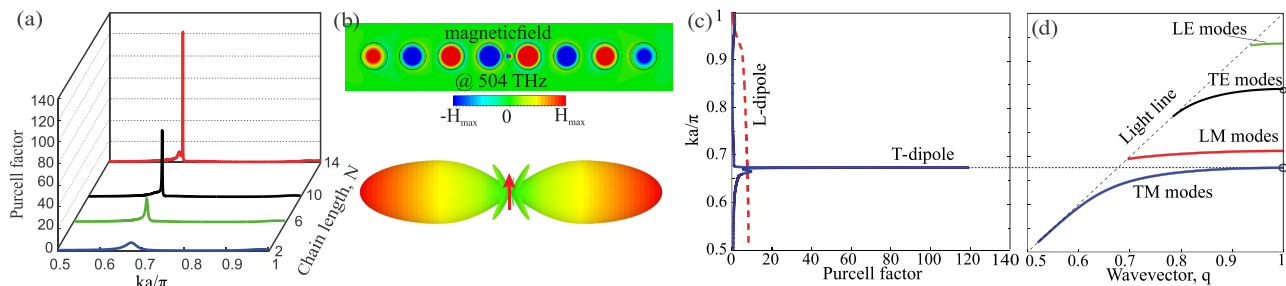 (a)
Purcell factor
140
120
100
80
60
40
20
0
0.5
0.6
0.7
0.8
0.9
1
ka/π
2
6
10
14
Chain length, N
(b)
magneticfield
@ 504 THz
-Hmax
0
Hmax
(c)
ka/π
1
0.9
0.8
0.7
0.6
0.5
L-dipole
T-dipole
0
20
40
60
80
100
120
140
Purcell factor
(d)
LE modes
TE modes
Light line
LM modes
TM modes
0.5
0.6
0.7
0.8
0.9
1
Wavevector, q